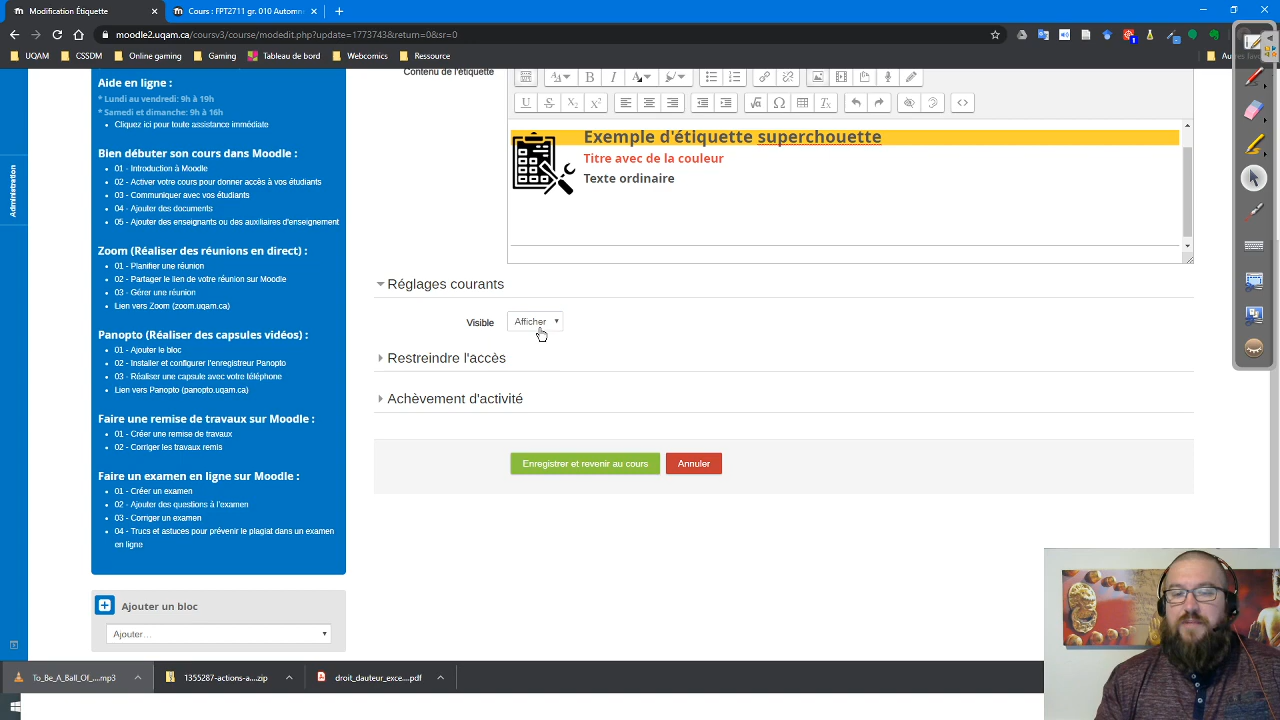 Modification Étiquette
Cours : FPT2711 gr. 010 Automn
moodle2.uqam.ca/coursv3/course/modedit.php?update=1773743&return=0&sr=0
UQAM
CSSDM
Online gaming
Gaming
Tableau de bord
Webcomics
Ressource
Autres favoris
Administration
Aide en ligne :
* Lundi au vendredi: 9h à 19h
* Samedi et dimanche: 9h à 16h
Cliquez ici pour toute assistance immédiate
Bien débuter son cours dans Moodle :
01 - Introduction à Moodle
02 - Activer votre cours pour donner accès à vos étudiants
03 - Communiquer avec vos étudiants
04 - Ajouter des documents
05 - Ajouter des enseignants ou des auxiliaires d'enseignement
Zoom (Réaliser des réunions en direct) :
01 - Planifier une réunion
02 - Partager le lien de votre réunion sur Moodle
03 - Gérer une réunion
Lien vers Zoom (zoom.uqam.ca)
Panopto (Réaliser des capsules vidéos) :
01 - Ajouter le bloc
02 - Installer et configurer l'enregistreur Panopto
03 - Réaliser une capsule avec votre téléphone
Lien vers Panopto (panopto.uqam.ca)
Faire une remise de travaux sur Moodle :
01 - Créer une remise de travaux
02 - Corriger les travaux remis
Faire un examen en ligne sur Moodle :
01 - Créer un examen
02 - Ajouter des questions à l'examen
03 - Corriger un examen
04 - Trucs et astuces pour prévenir le plagiat dans un examen
en ligne
Ajouter un bloc
Ajouter...
Contenu de l'étiquette
Exemple d'étiquette superchouette
Titre avec de la couleur
Texte ordinaire
Réglages courants
Visible
Afficher
Restreindre l'accès
Achèvement d'activité
Enregistrer et revenir au cours
Annuler
To_Be_A_Ball_Of_....mp3
1355287-actions-a....zip
droit_dauteur_exce....pdf